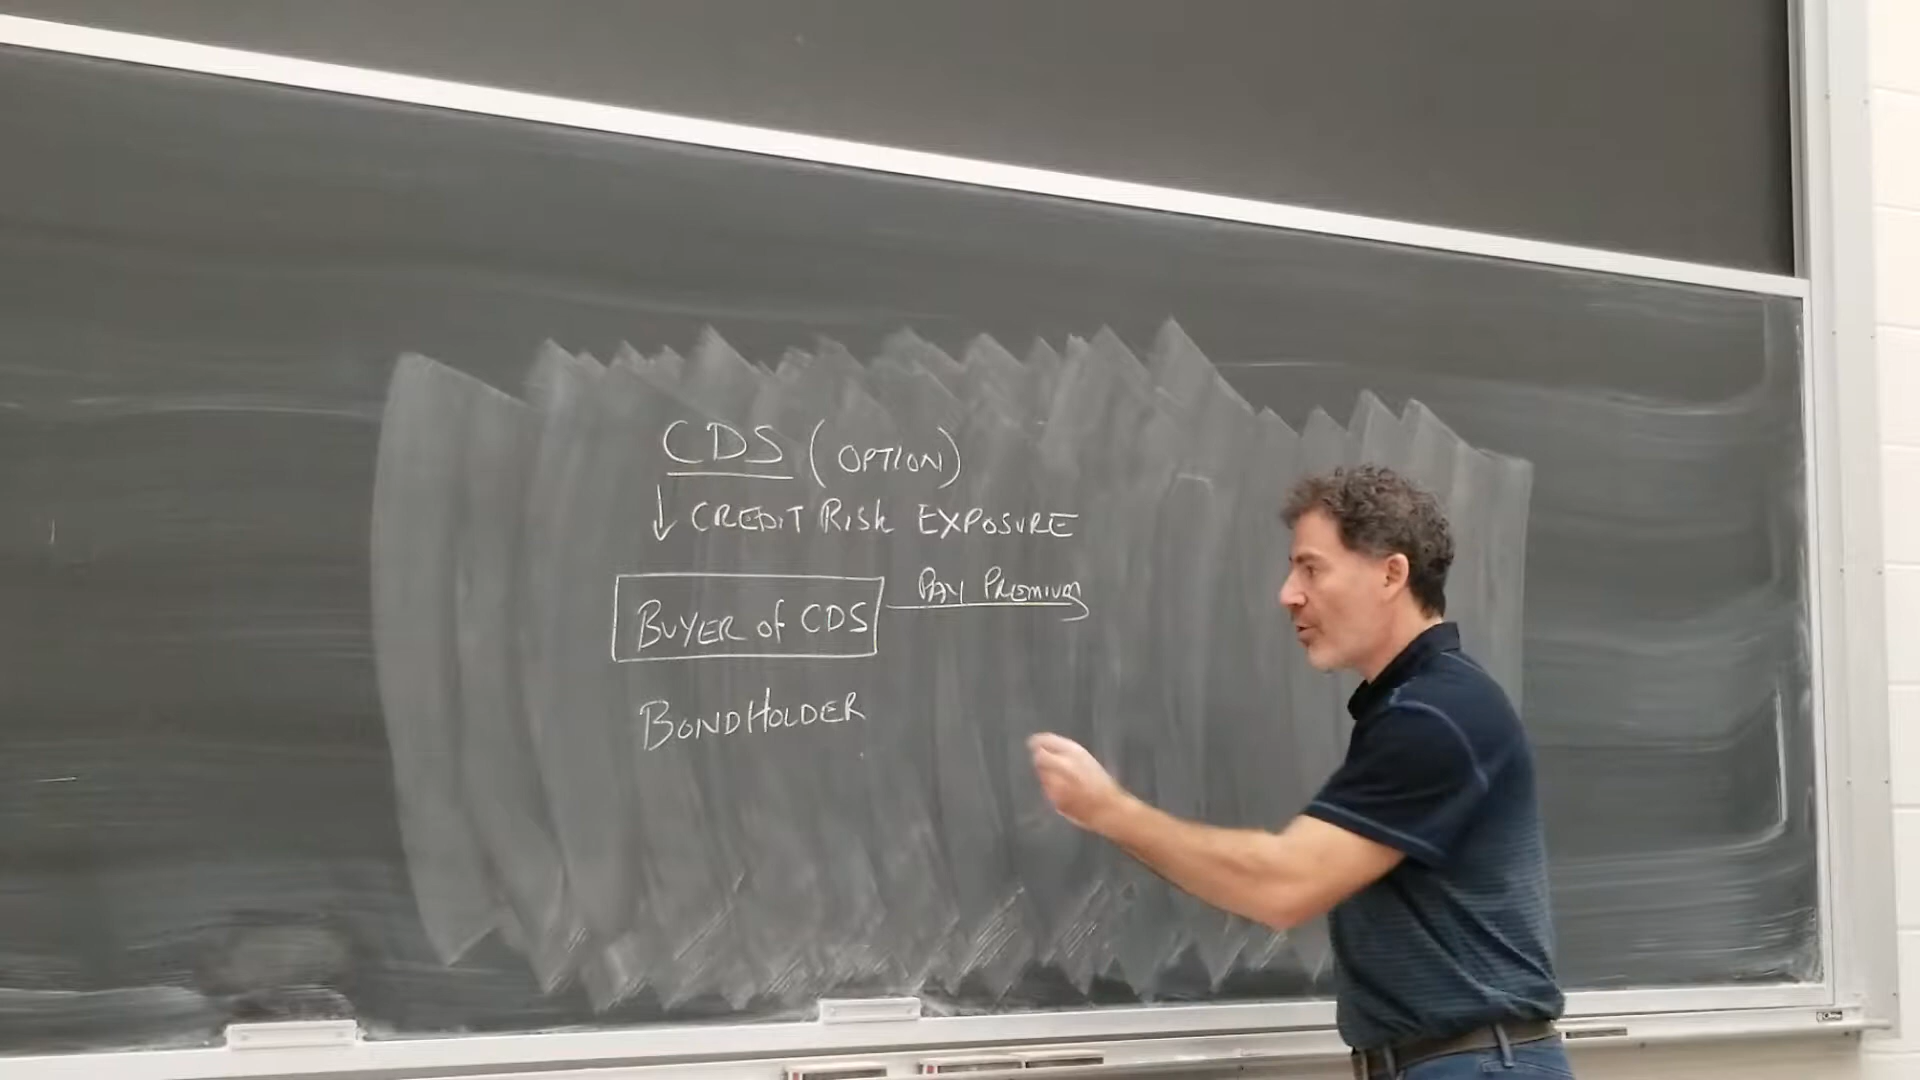 CDS (OPTION)
↓ CREDIT RISK EXPOSURE
PAY PREMIUM
BUYER of CDS
BONDHOLDER